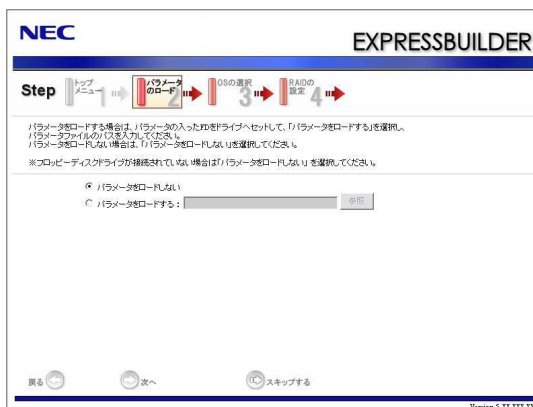 NEC
EXPRESSBUILDER
Step トップメニュー 1 パラメータのロード 2 OSの選択 3 RAIDの設定 4
パラメータをロードする場合は、パラメータの入ったFDをドライブへセットして、「パラメータをロードする」を選択し、
パラメータファイルのパスを入力してください。
パラメータをロードしない場合は、「パラメータをロードしない」を選択してください。
※フロッピーディスクドライブが接続されていない場合は「パラメータをロードしない」を選択してください。
パラメータをロードしない
パラメータをロードする: 参照
戻る 次へ スキップする
Version 5.XX.XXX.XX